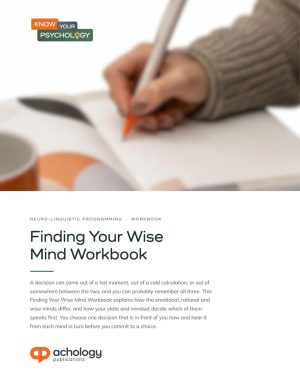 KNOW YOUR
PSYCHOLOGY
NEURO-LINGUISTIC PROGRAMMING · WORKBOOK
Finding Your Wise
Mind Workbook
A decision can come out of a hot moment, out of a cold calculation, or out of
somewhere between the two, and you can probably remember all three. This
Finding Your Wise Mind Workbook explains how the emotional, rational and
wise minds differ, and how your state and mindset decide which of them
speaks first. You choose one decision that is in front of you now and hear it
from each mind in turn before you commit to a choice.
achology
publications